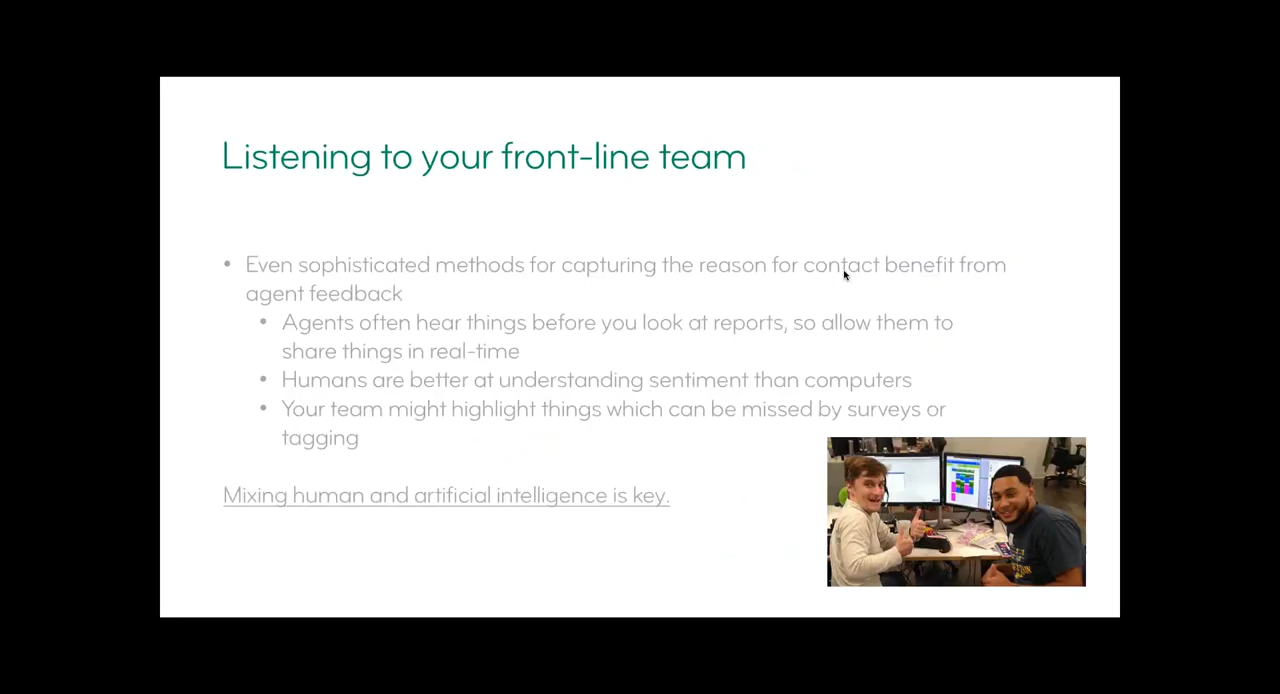 Listening to your front-line team
• Even sophisticated methods for capturing the reason for contact benefit from
agent feedback
• Agents often hear things before you look at reports, so allow them to
share things in real-time
• Humans are better at understanding sentiment than computers
• Your team might highlight things which can be missed by surveys or
tagging
Mixing human and artificial intelligence is key.